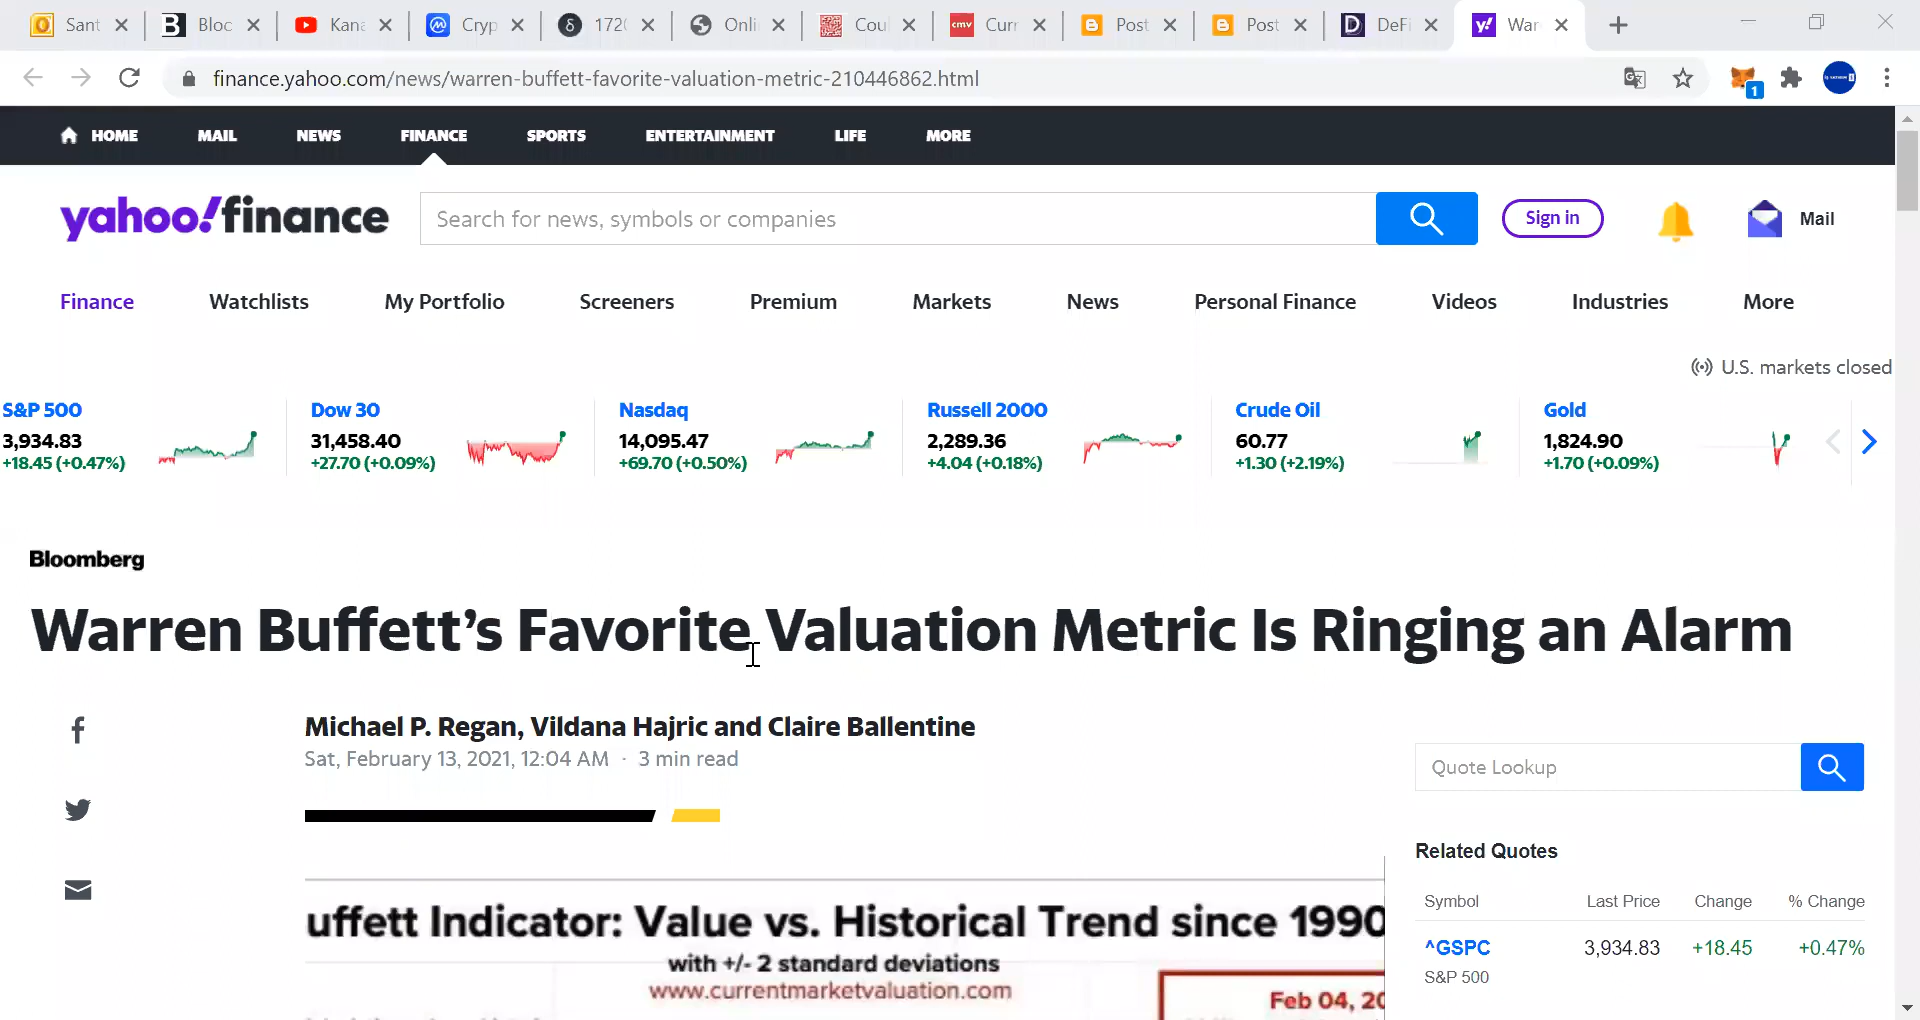 Sant
Bloc
Kana
Cryp
172
Onli
Coul
cmv Curr
Post
Post
DeFi
y! War
finance.yahoo.com/news/warren-buffett-favorite-valuation-metric-210446862.html
1
HOME MAIL NEWS FINANCE SPORTS ENTERTAINMENT LIFE MORE
yahoo!finance
Search for news, symbols or companies
Sign in
Mail
Finance Watchlists My Portfolio Screeners Premium Markets News Personal Finance Videos Industries More
U.S. markets closed
S&P 500
3,934.83
+18.45 (+0.47%)
Dow 30
31,458.40
+27.70 (+0.09%)
Nasdaq
14,095.47
+69.70 (+0.50%)
Russell 2000
2,289.36
+4.04 (+0.18%)
Crude Oil
60.77
+1.30 (+2.19%)
Gold
1,824.90
+1.70 (+0.09%)
Bloomberg
Warren Buffett’s Favorite Valuation Metric Is Ringing an Alarm
Michael P. Regan, Vildana Hajric and Claire Ballentine
Sat, February 13, 2021, 12:04 AM · 3 min read
uffett Indicator: Value vs. Historical Trend since 1990
with +/- 2 standard deviations
www.currentmarketvaluation.com
Feb 04, 20
Quote Lookup
Related Quotes
Symbol Last Price Change % Change
^GSPC 3,934.83 +18.45 +0.47%
S&P 500